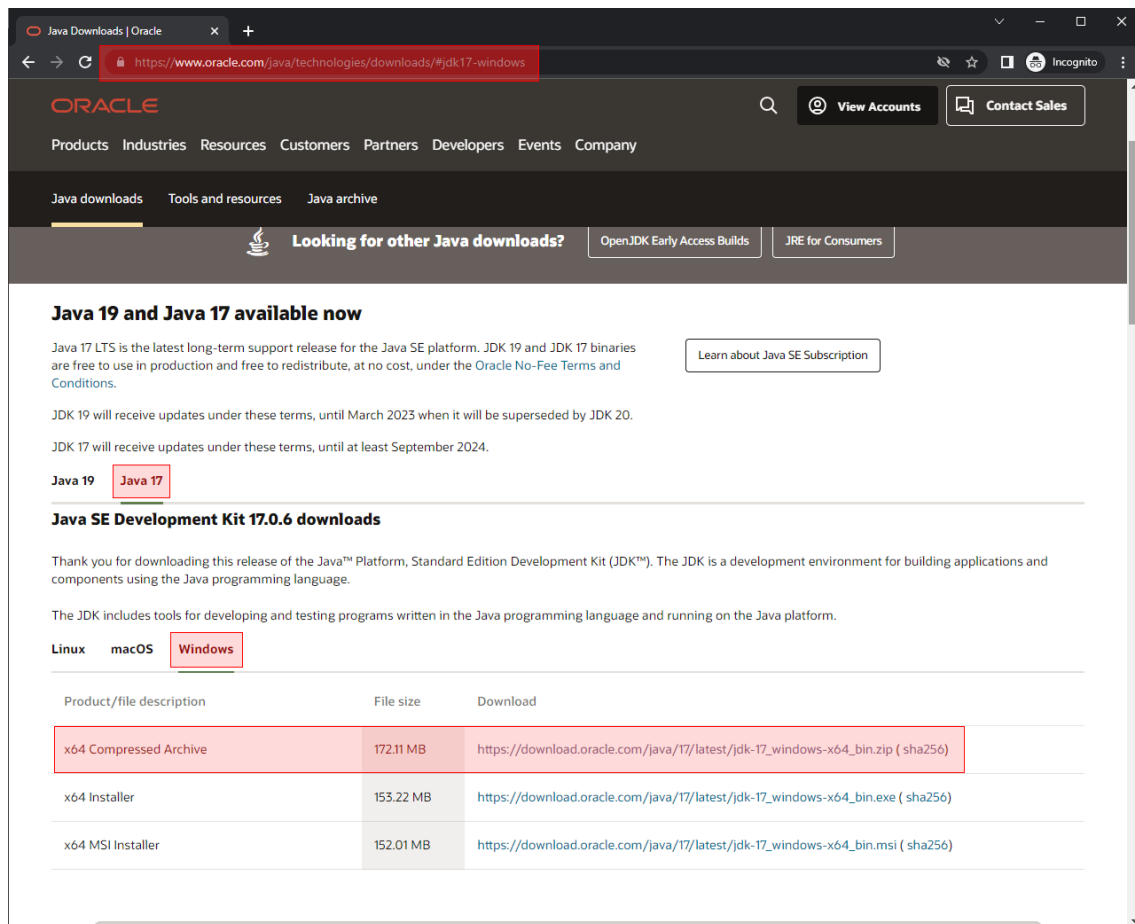 Java Downloads | Oracle
https://www.oracle.com/java/technologies/downloads/#jdk17-windows
Incognito
ORACLE
View Accounts
Contact Sales
Products Industries Resources Customers Partners Developers Events Company
Java downloads Tools and resources Java archive
Looking for other Java downloads? OpenJDK Early Access Builds JRE for Consumers
Java 19 and Java 17 available now
Java 17 LTS is the latest long-term support release for the Java SE platform. JDK 19 and JDK 17 binaries
are free to use in production and free to redistribute, at no cost, under the Oracle No-Fee Terms and
Conditions.
Learn about Java SE Subscription
JDK 19 will receive updates under these terms, until March 2023 when it will be superseded by JDK 20.
JDK 17 will receive updates under these terms, until at least September 2024.
Java 19 Java 17
Java SE Development Kit 17.0.6 downloads
Thank you for downloading this release of the Java™ Platform, Standard Edition Development Kit (JDK™). The JDK is a development environment for building applications and
components using the Java programming language.
The JDK includes tools for developing and testing programs written in the Java programming language and running on the Java platform.
Linux macOS Windows
Product/file description File size Download
x64 Compressed Archive 172.11 MB https://download.oracle.com/java/17/latest/jdk-17_windows-x64_bin.zip ( sha256)
x64 Installer 153.22 MB https://download.oracle.com/java/17/latest/jdk-17_windows-x64_bin.exe ( sha256)
x64 MSI Installer 152.01 MB https://download.oracle.com/java/17/latest/jdk-17_windows-x64_bin.msi ( sha256)